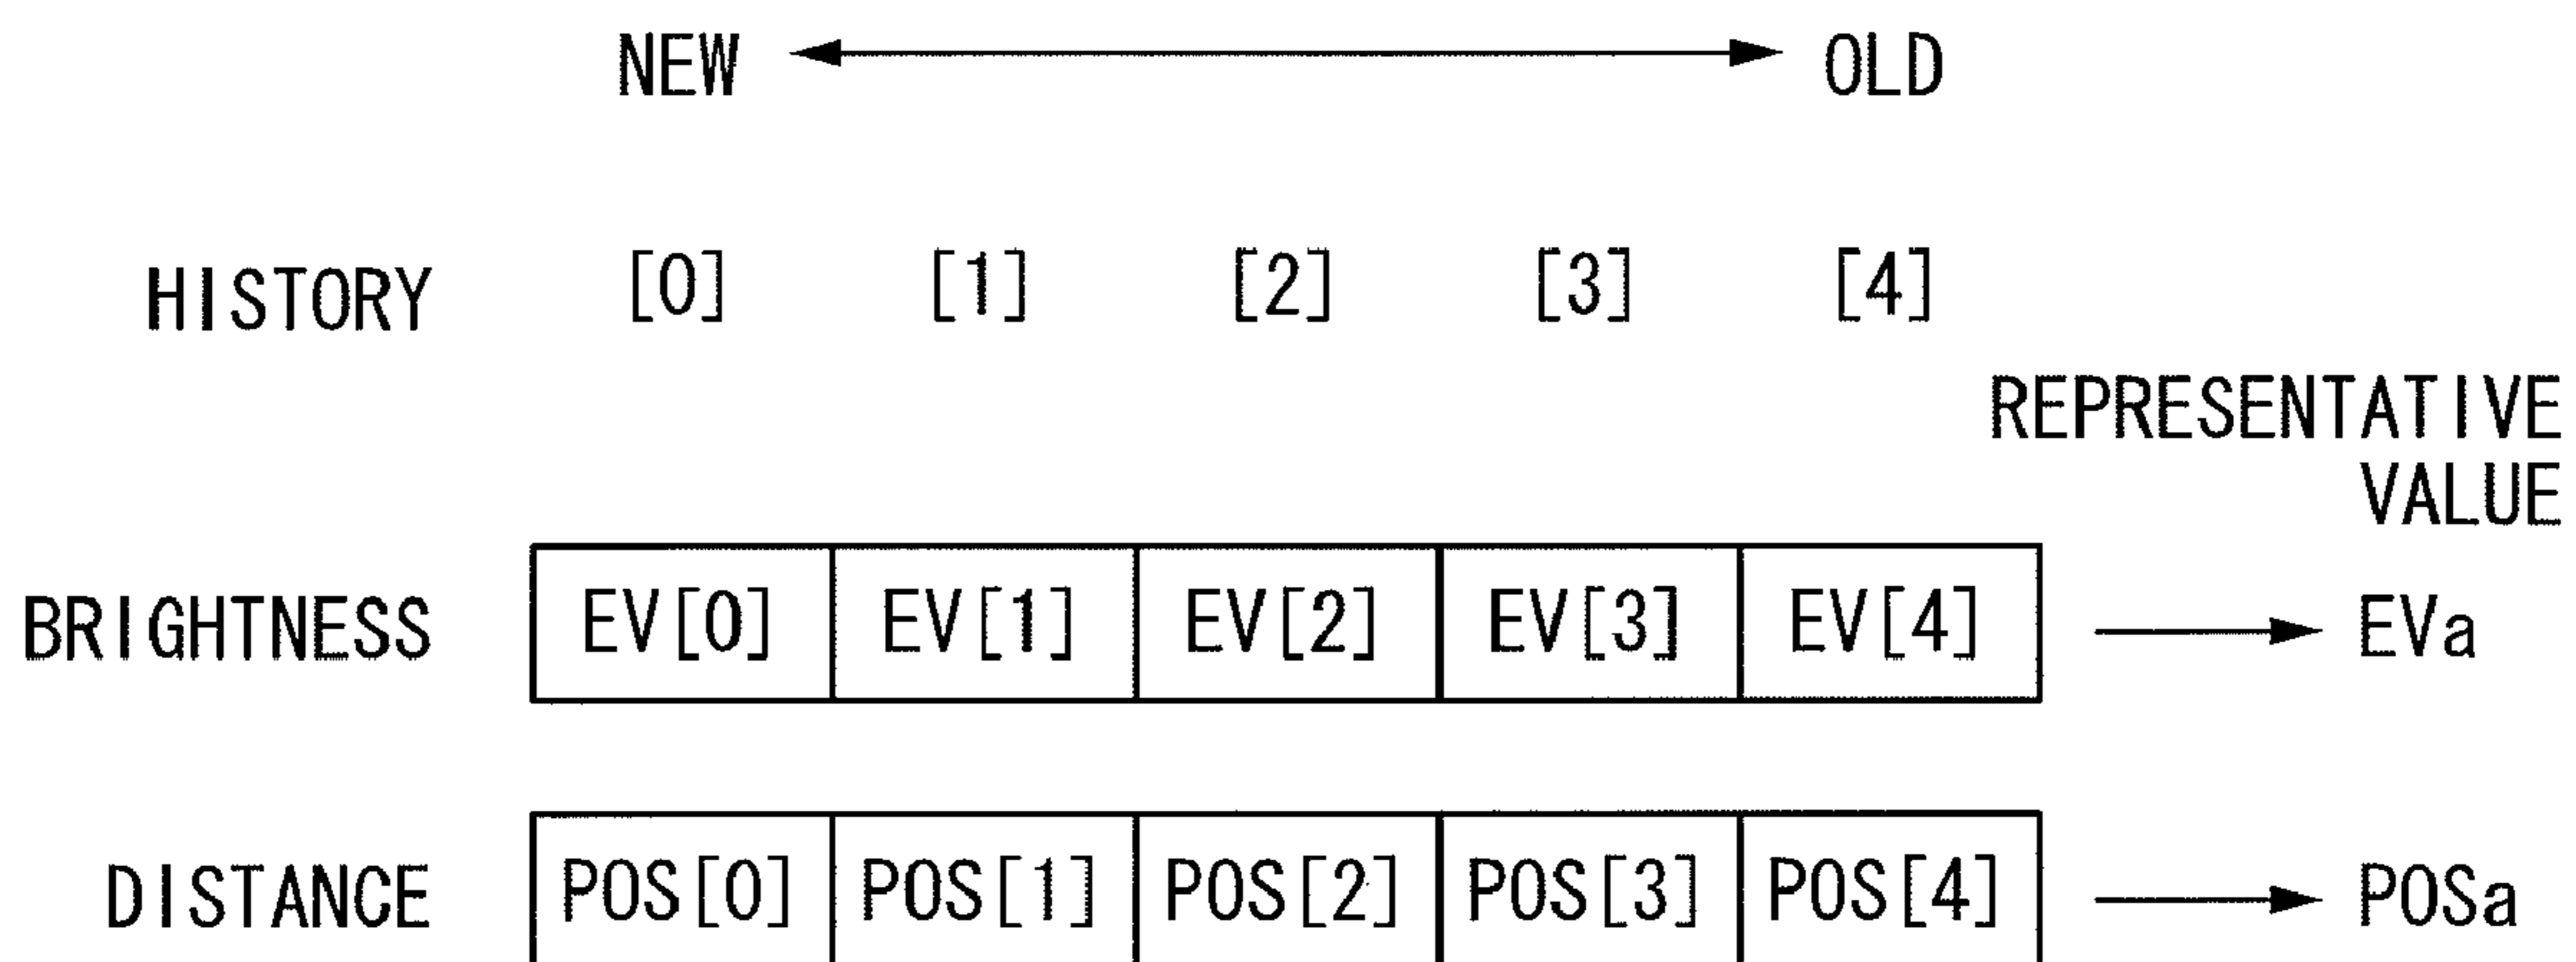 NEW OLD
HISTORY [0] [1] [2] [3] [4]
REPRESENTATIVE
VALUE
BRIGHTNESS EV[0] EV[1] EV[2] EV[3] EV[4] EVa
DISTANCE POS[0] POS[1] POS[2] POS[3] POS[4] POSa